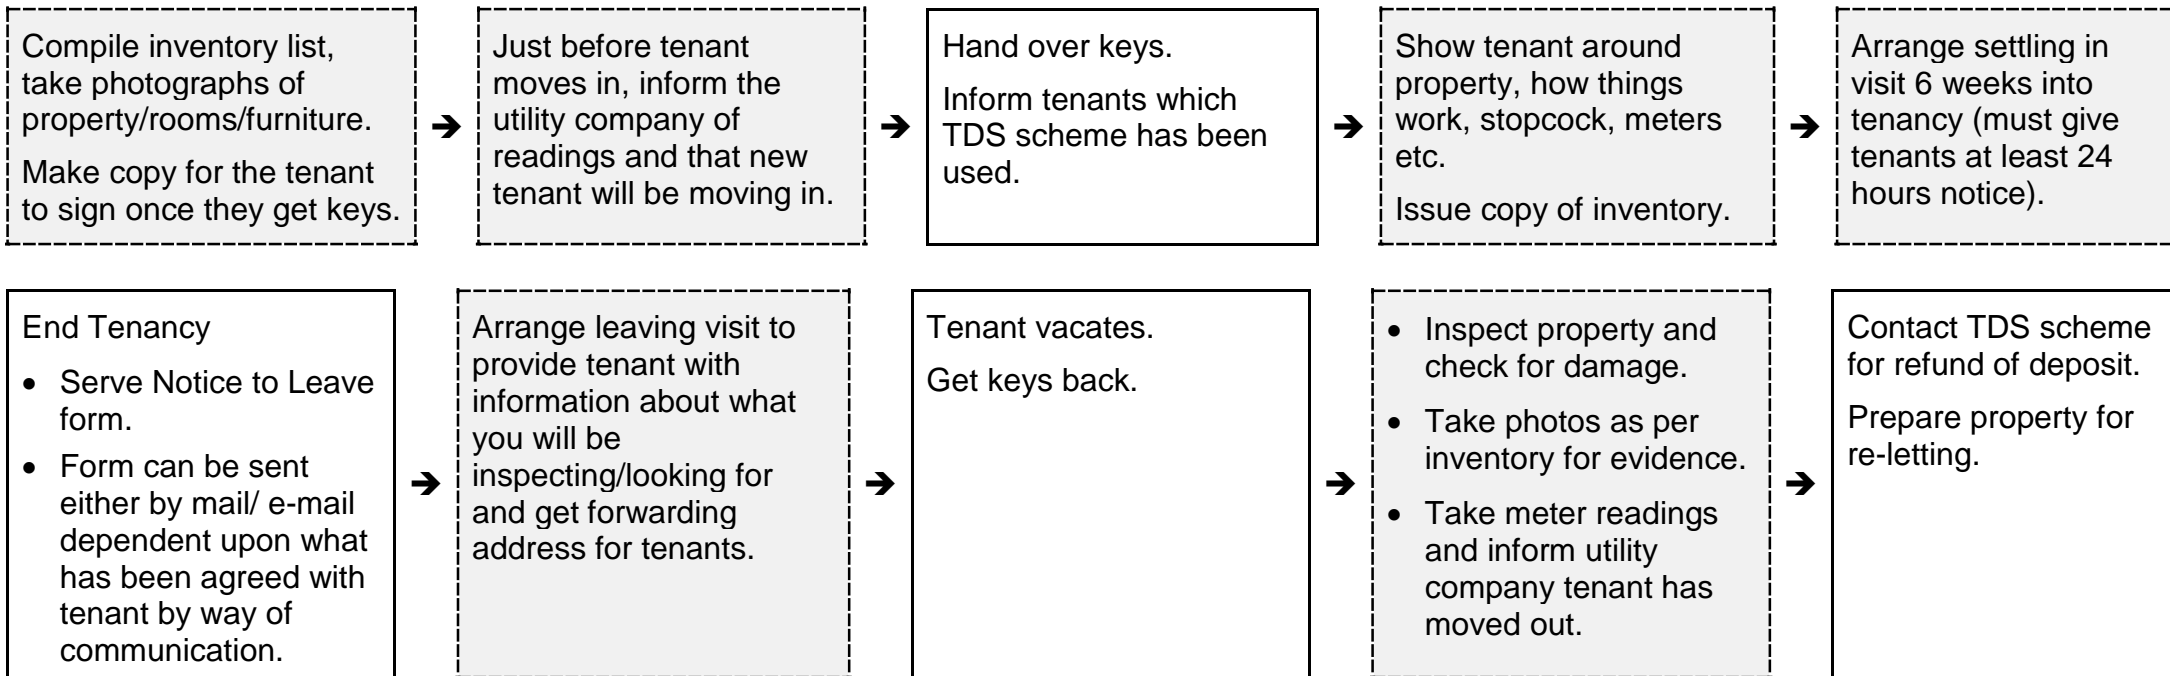 Compile inventory list,
take photographs of
property/rooms/furniture.
Make copy for the tenant
to sign once they get keys.
➔
Just before tenant
moves in, inform the
utility company of
readings and that new
tenant will be moving in.
➔
Hand over keys.
Inform tenants which
TDS scheme has been
used.
➔
Show tenant around
property, how things
work, stopcock, meters
etc.
Issue copy of inventory.
➔
Arrange settling in
visit 6 weeks into
tenancy (must give
tenants at least 24
hours notice).
End Tenancy
• Serve Notice to Leave
form.
• Form can be sent
either by mail/ e-mail
dependent upon what
has been agreed with
tenant by way of
communication.
➔
Arrange leaving visit to
provide tenant with
information about what
you will be
inspecting/looking for
and get forwarding
address for tenants.
➔
Tenant vacates.
Get keys back.
➔
• Inspect property and
check for damage.
• Take photos as per
inventory for evidence.
• Take meter readings
and inform utility
company tenant has
moved out.
➔
Contact TDS scheme
for refund of deposit.
Prepare property for
re-letting.